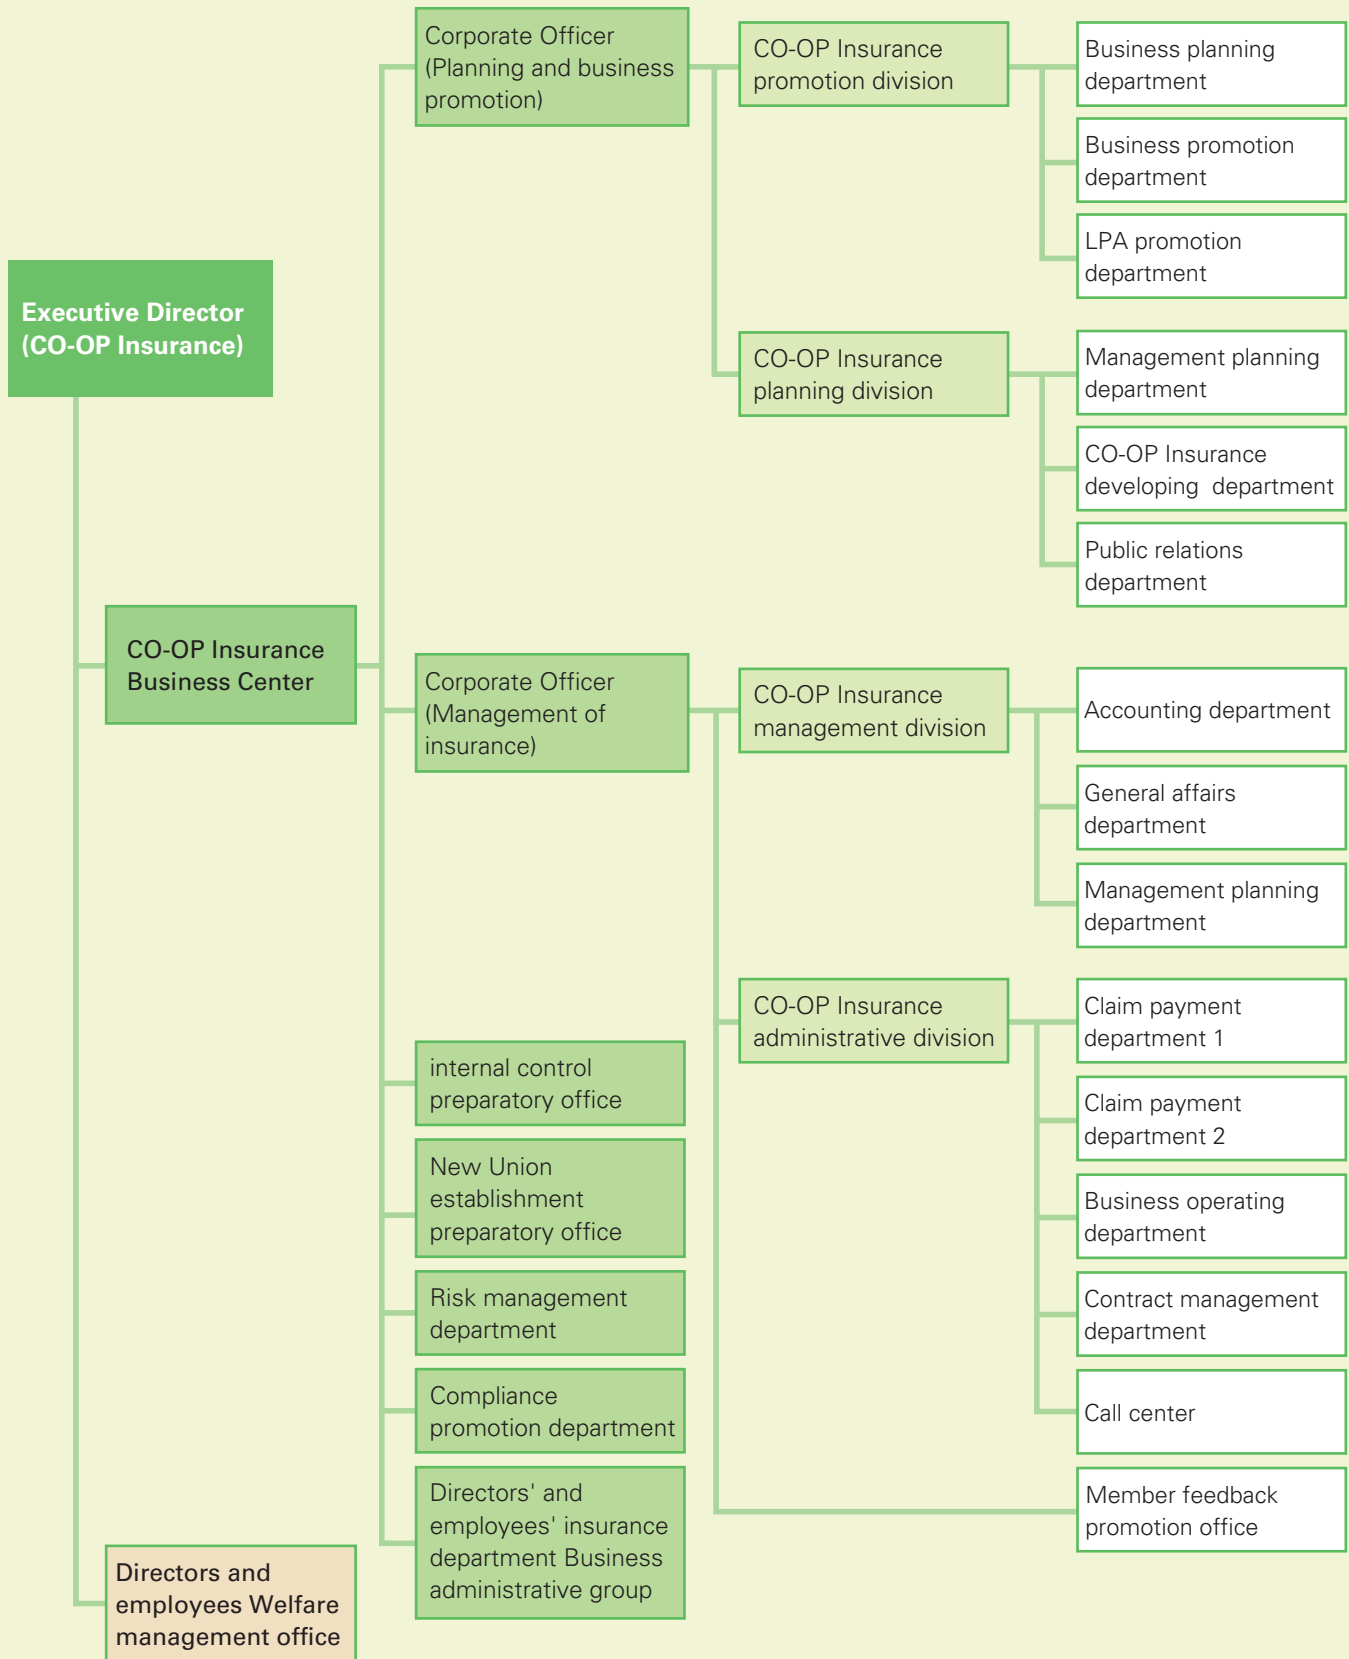 Executive Director
(CO-OP Insurance)
CO-OP Insurance
Business Center
Directors and
employees Welfare
management office
Corporate Officer
(Planning and business
promotion)
Corporate Officer
(Management of
insurance)
internal control
preparatory office
New Union
establishment
preparatory office
Risk management
department
Compliance
promotion department
Directors' and
employees' insurance
department Business
administrative group
CO-OP Insurance
promotion division
CO-OP Insurance
planning division
CO-OP Insurance
management division
CO-OP Insurance
administrative division
Business planning
department
Business promotion
department
LPA promotion
department
Management planning
department
CO-OP Insurance
developing  department
Public relations
department
Accounting department
General affairs
department
Management planning
department
Claim payment
department 1
Claim payment
department 2
Business operating
department
Contract management
department
Call center
Member feedback
promotion office